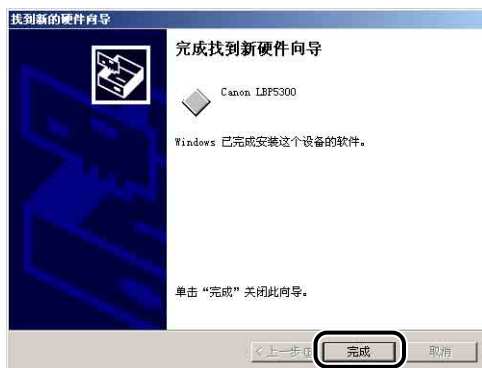 找到新的硬件向导
完成找到新硬件向导
Canon LBP5300
Windows 已完成安装这个设备的软件。
单击“完成”关闭此向导。
<上一步(B)
完成
取消